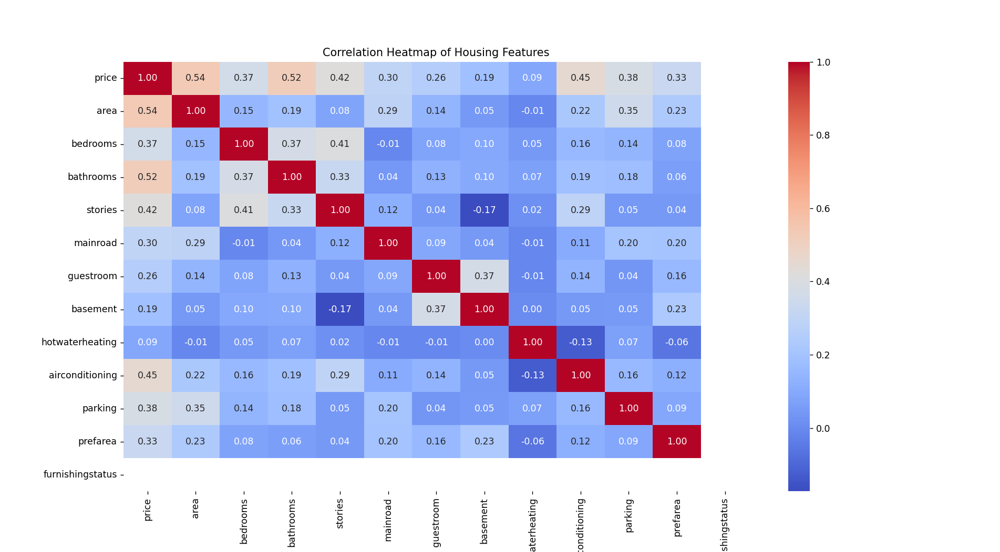 Correlation Heatmap of Housing Features
price 1.00 0.54 0.37 0.52 0.42 0.30 0.26 0.19 0.09 0.45 0.38 0.33
area 0.54 1.00 0.15 0.19 0.08 0.29 0.14 0.05 -0.01 0.22 0.35 0.23
bedrooms 0.37 0.15 1.00 0.37 0.41 -0.01 0.08 0.10 0.05 0.16 0.14 0.08
bathrooms 0.52 0.19 0.37 1.00 0.33 0.04 0.13 0.10 0.07 0.19 0.18 0.06
stories 0.42 0.08 0.41 0.33 1.00 0.12 0.04 -0.17 0.02 0.29 0.05 0.04
mainroad 0.30 0.29 -0.01 0.04 0.12 1.00 0.09 0.04 -0.01 0.11 0.20 0.20
guestroom 0.26 0.14 0.08 0.13 0.04 0.09 1.00 0.37 -0.01 0.14 0.04 0.16
basement 0.19 0.05 0.10 0.10 -0.17 0.04 0.37 1.00 0.00 0.05 0.05 0.23
hotwaterheating 0.09 -0.01 0.05 0.07 0.02 -0.01 -0.01 0.00 1.00 -0.13 0.07 -0.06
airconditioning 0.45 0.22 0.16 0.19 0.29 0.11 0.14 0.05 -0.13 1.00 0.16 0.12
parking 0.38 0.35 0.14 0.18 0.05 0.20 0.04 0.05 0.07 0.16 1.00 0.09
prefarea 0.33 0.23 0.08 0.06 0.04 0.20 0.16 0.23 -0.06 0.12 0.09 1.00
furnishingstatus
price
area
bedrooms
bathrooms
stories
mainroad
guestroom
basement
aterheating
conditioning
parking
prefarea
shingstatus
1.0
0.8
0.6
0.4
0.2
0.0